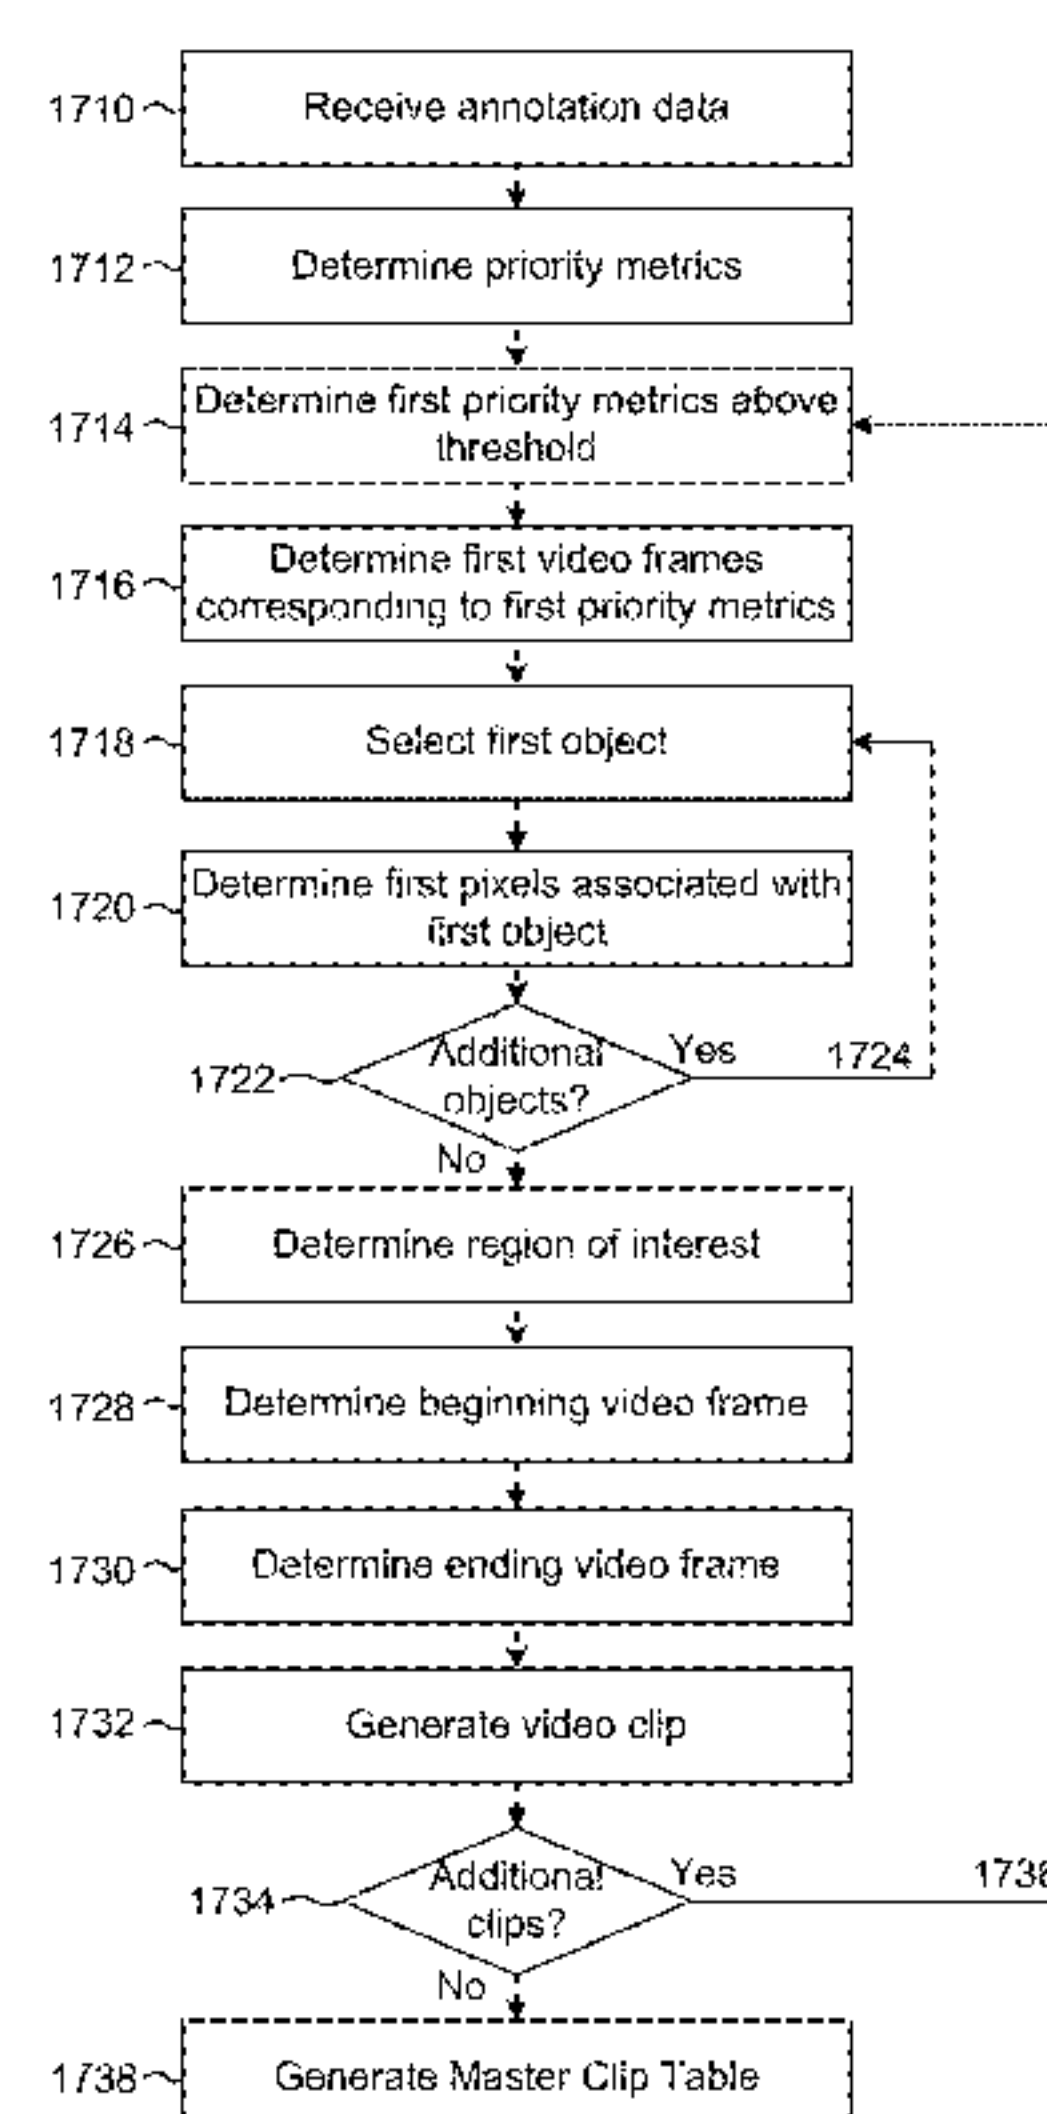 1710
Receive annotation data
1712
Determine priority metrics
1714
Determine first priority metrics above
threshold
1716
Determine first video frames
corresponding to first priority metrics
1718
Select first object
1720
Determine first pixels associated with
first object
1722
Additional
objects?
Yes
1724
No
1726
Determine region of interest
1728
Determine beginning video frame
1730
Determine ending video frame
1732
Generate video clip
1734
Additional
clips?
Yes
No
1738
Generate Master Clip Table